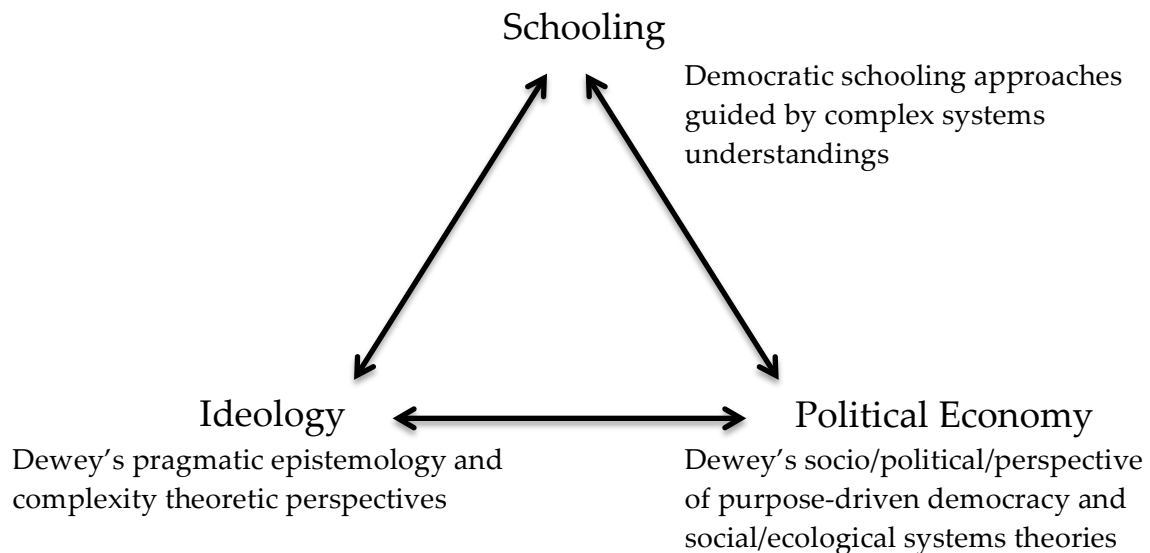 Schooling
Democratic schooling approaches
guided by complex systems
understandings
Ideology
Dewey's pragmatic epistemology and
complexity theoretic perspectives
Political Economy
Dewey's socio/political/perspective
of purpose-driven democracy and
social/ecological systems theories